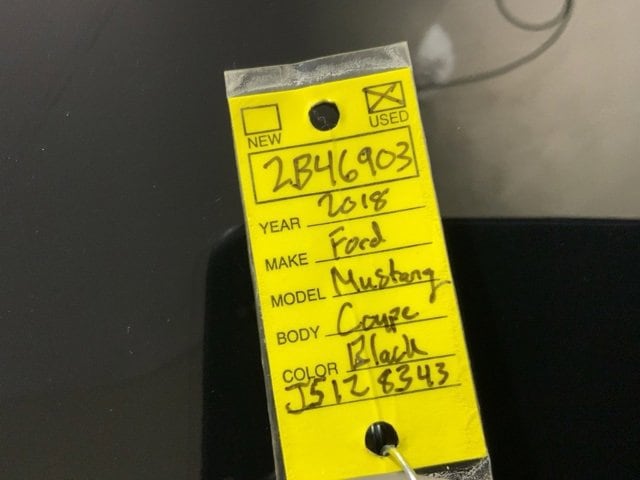 NEW USED
2B46903
YEAR 2018
MAKE Ford
MODEL Mustang
BODY Coupe
COLOR Black
J5128343